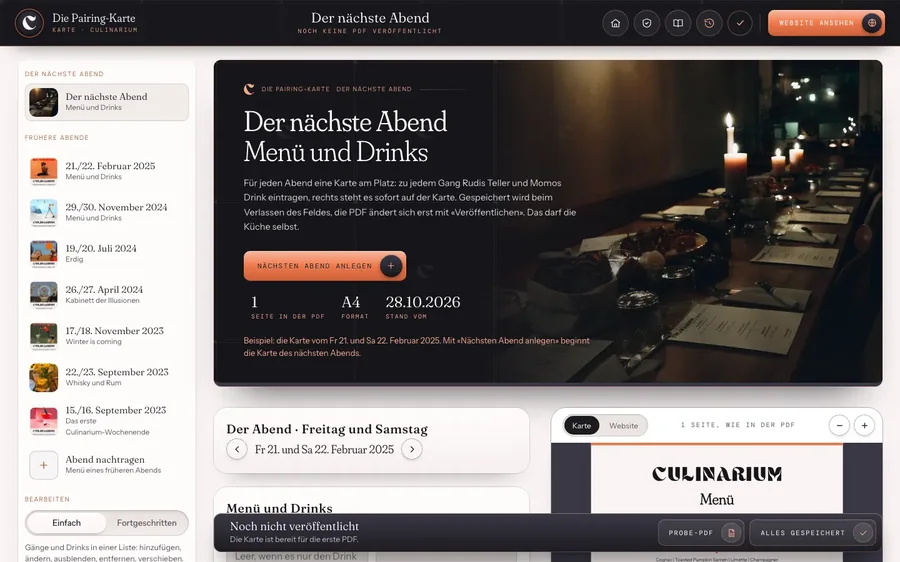 Die Pairing-Karte
KARTE · CULINARIUM
Der nächste Abend
NOCH KEINE PDF VERÖFFENTLICHT
WEBSITE ANSEHEN
DER NÄCHSTE ABEND
Der nächste Abend
Menü und Drinks
FRÜHERE ABENDE
21./22. Februar 2025
Menü und Drinks
29./30. November 2024
Menü und Drinks
19./20. Juli 2024
Erdig
26./27. April 2024
Kabinett der Illusionen
17./18. November 2023
Winter is coming
22./23. September 2023
Whisky und Rum
15./16. September 2023
Das erste
Culinarium-Wochenende
Abend nachtragen
Menü eines früheren Abends
BEARBEITEN
Einfach
Fortgeschritten
Gänge und Drinks in einer Liste: hinzufügen,
ändern, ausblenden, entfernen, verschieben.
DIE PAIRING-KARTE DER NÄCHSTE ABEND
Der nächste Abend
Menü und Drinks
Für jeden Abend eine Karte am Platz: zu jedem Gang Rudis Teller und Momos
Drink eintragen, rechts steht es sofort auf der Karte. Gespeichert wird beim
Verlassen des Feldes, die PDF ändert sich erst mit «Veröffentlichen». Das darf die
Küche selbst.
NÄCHSTEN ABEND ANLEGEN
1
SEITE IN DER PDF
A4
FORMAT
28.10.2026
STAND VOM
Beispiel: die Karte vom Fr 21. und Sa 22. Februar 2025. Mit «Nächsten Abend anlegen» beginnt
die Karte des nächsten Abends.
Der Abend · Freitag und Samstag
Fr 21. und Sa 22. Februar 2025
Menü und Drinks
Leer, wenn es nur den Drink
Karte
Website
1 SEITE, WIE IN DER PDF
CULINARIUM
Menü
Noch nicht veröffentlicht
Die Karte ist bereit für die erste PDF.
PROBE-PDF
ALLES GESPEICHERT